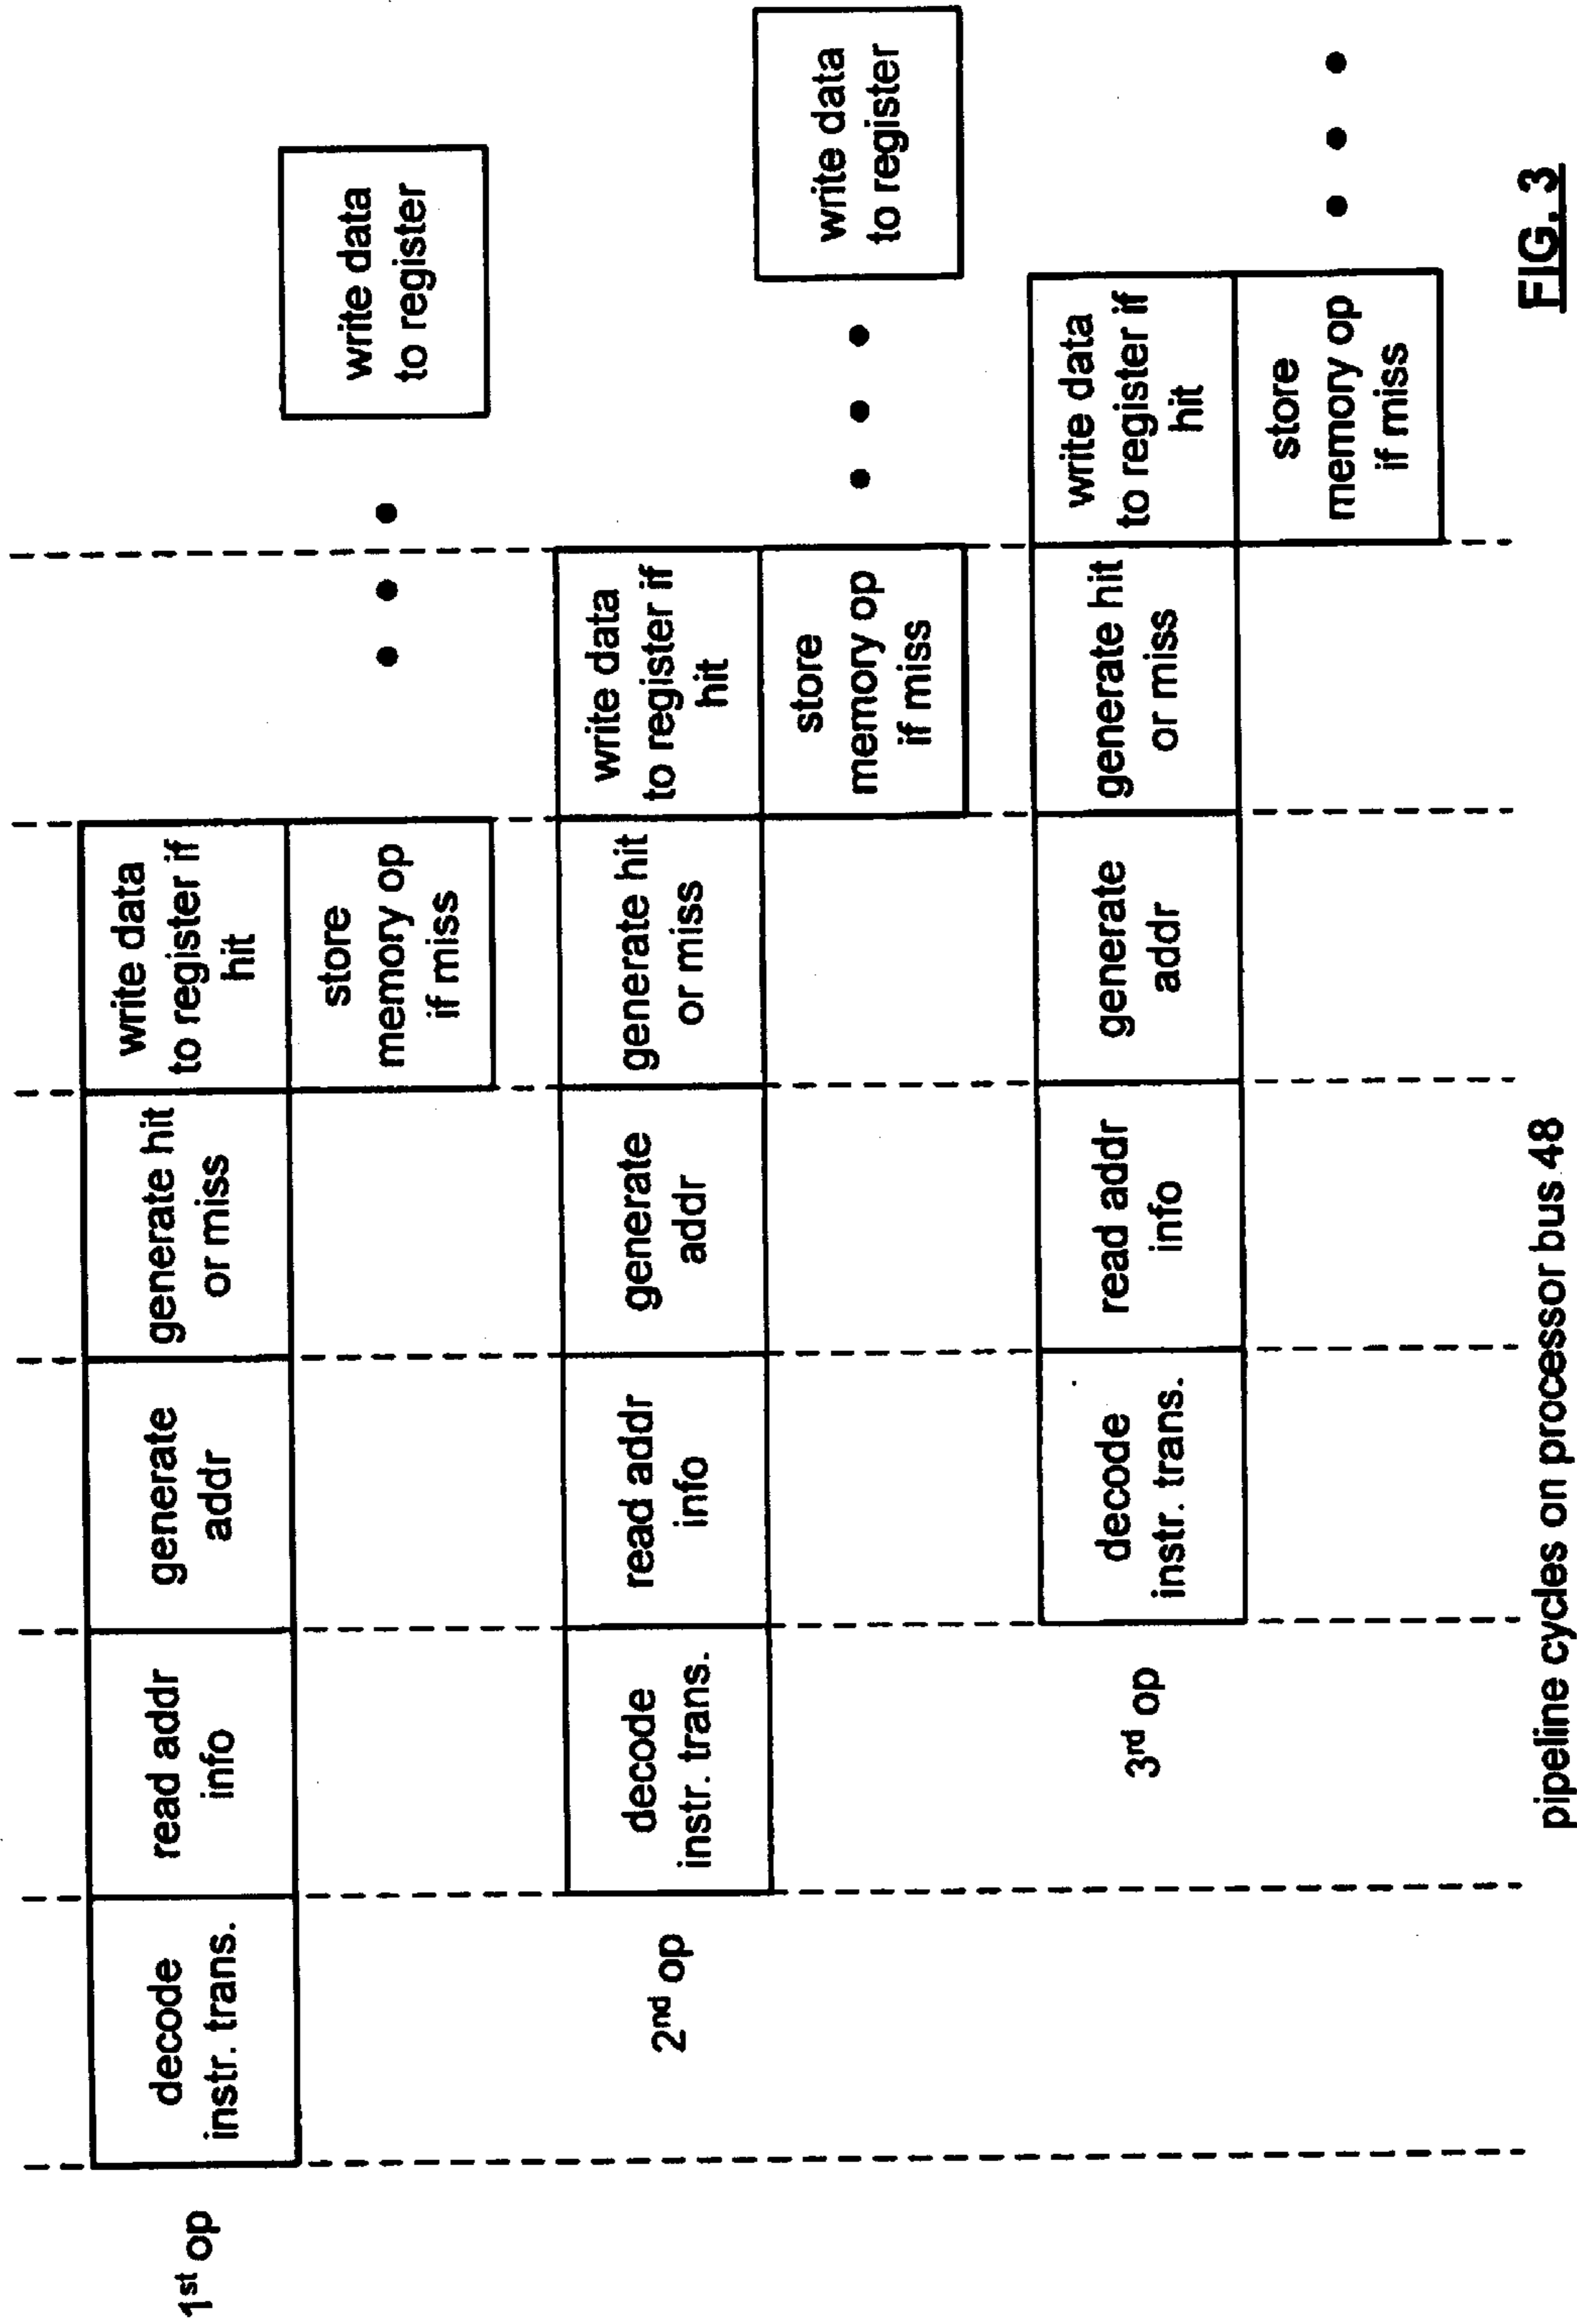 1st op
decode
instr. trans.
read addr
info
generate
addr
generate hit
or miss
write data
to register if
hit
store
memory op
if miss
write data
to register
2nd op
decode
instr. trans.
read addr
info
generate
addr
generate hit
or miss
write data
to register if
hit
store
memory op
if miss
write data
to register
3rd op
decode
instr. trans.
read addr
info
generate
addr
generate hit
or miss
write data
to register if
hit
store
memory op
if miss
pipeline cycles on processor bus 48
FIG. 3